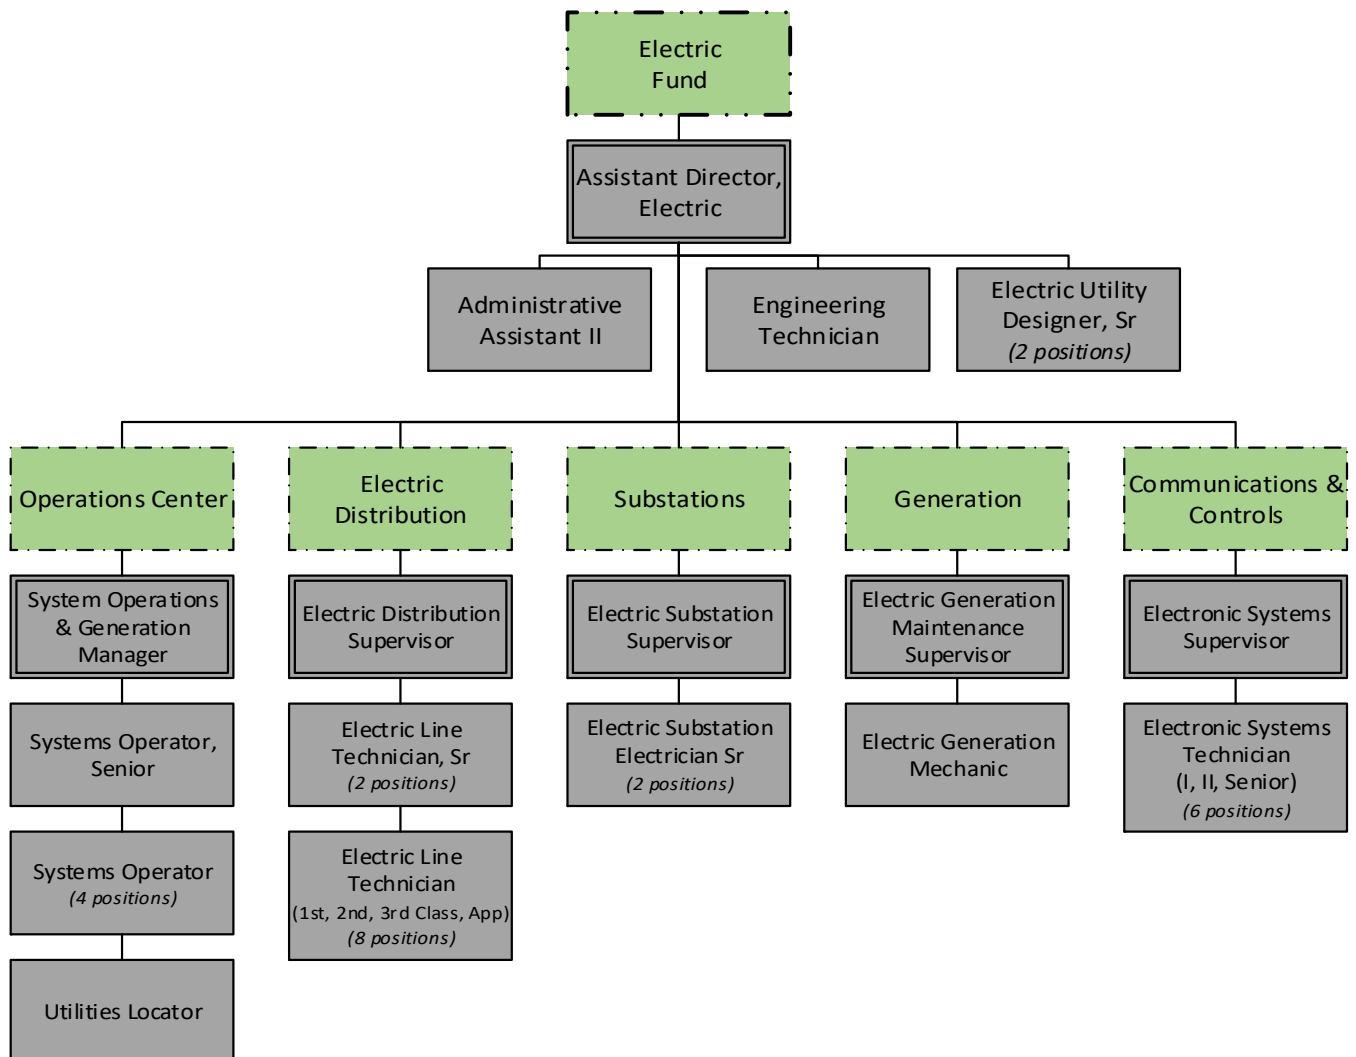 Electric
Fund
Assistant Director,
Electric
Administrative
Assistant II
Engineering
Technician
Electric Utility
Designer, Sr
(2 positions)
Operations Center
Electric
Distribution
Substations
Generation
Communications &
Controls
System Operations
& Generation
Manager
Electric Distribution
Supervisor
Electric Substation
Supervisor
Electric Generation
Maintenance
Supervisor
Electronic Systems
Supervisor
Systems Operator,
Senior
Electric Line
Technician, Sr
(2 positions)
Electric Substation
Electrician Sr
(2 positions)
Electric Generation
Mechanic
Electronic Systems
Technician
(I, II, Senior)
(6 positions)
Systems Operator
(4 positions)
Electric Line
Technician
(1st, 2nd, 3rd Class, App)
(8 positions)
Utilities Locator